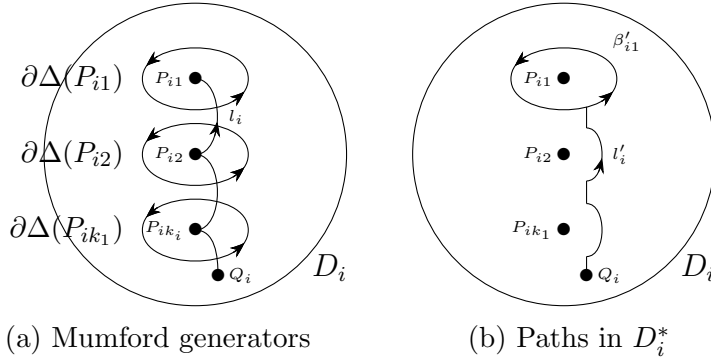 ∂Δ(P_{i1}) P_{i1} l_i
∂Δ(P_{i2}) P_{i2}
∂Δ(P_{ik_1}) P_{ik_i}
Q_i D_i
(a) Mumford generators
β'_{i1}
P_{i1}
P_{i2} l'_i
P_{ik_1}
Q_i D_i
(b) Paths in D_i^*